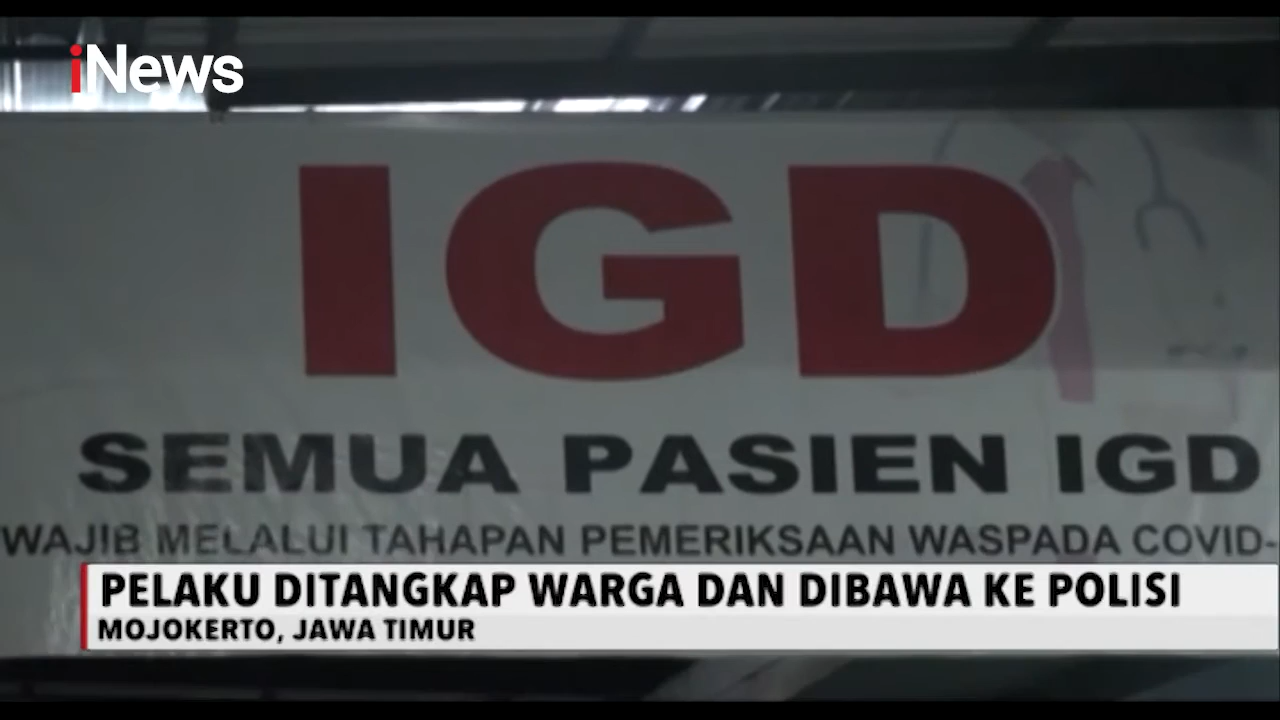 iNews
IGD
SEMUA PASIEN IGD
WAJIB MELALUI TAHAPAN PEMERIKSAAN WASPADA COVID-
PELAKU DITANGKAP WARGA DAN DIBAWA KE POLISI
MOJOKERTO, JAWA TIMUR